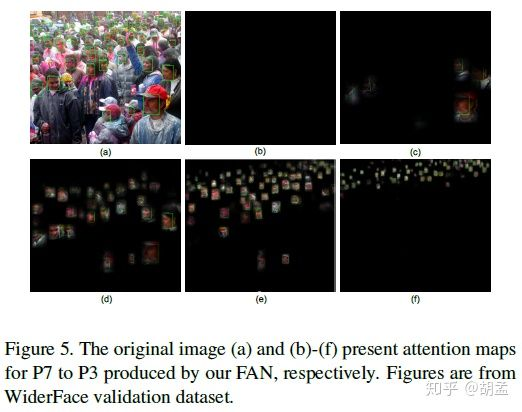 (a)
(b)
(c)
(d)
(e)
(f)
Figure 5. The original image (a) and (b)-(f) present attention maps
for P7 to P3 produced by our FAN, respectively. Figures are from
WiderFace validation dataset.
知乎 @胡孟